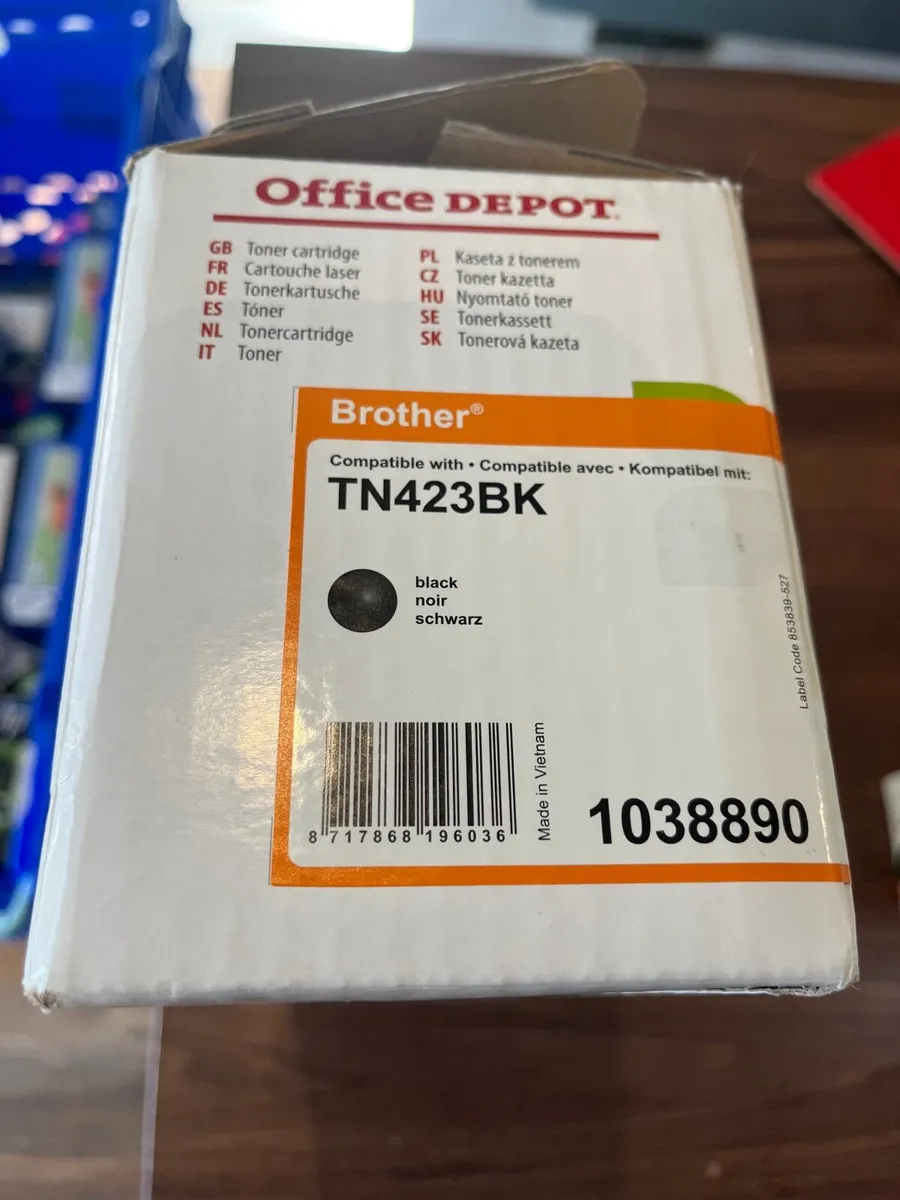 Office DEPOT.
GB Toner cartridge
FR Cartouche laser
DE Tonerkartusche
ES Tóner
NL Tonercartridge
IT Toner
PL Kaseta z tonerem
CZ Toner kazetta
HU Nyomtató toner
SE Tonerkassett
SK Tonerová kazeta
Brother®
Compatible with • Compatible avec • Kompatibel mit:
TN423BK
black
noir
schwarz
Label Code 853839-527
Made in Vietnam
8 717868 196036
1038890